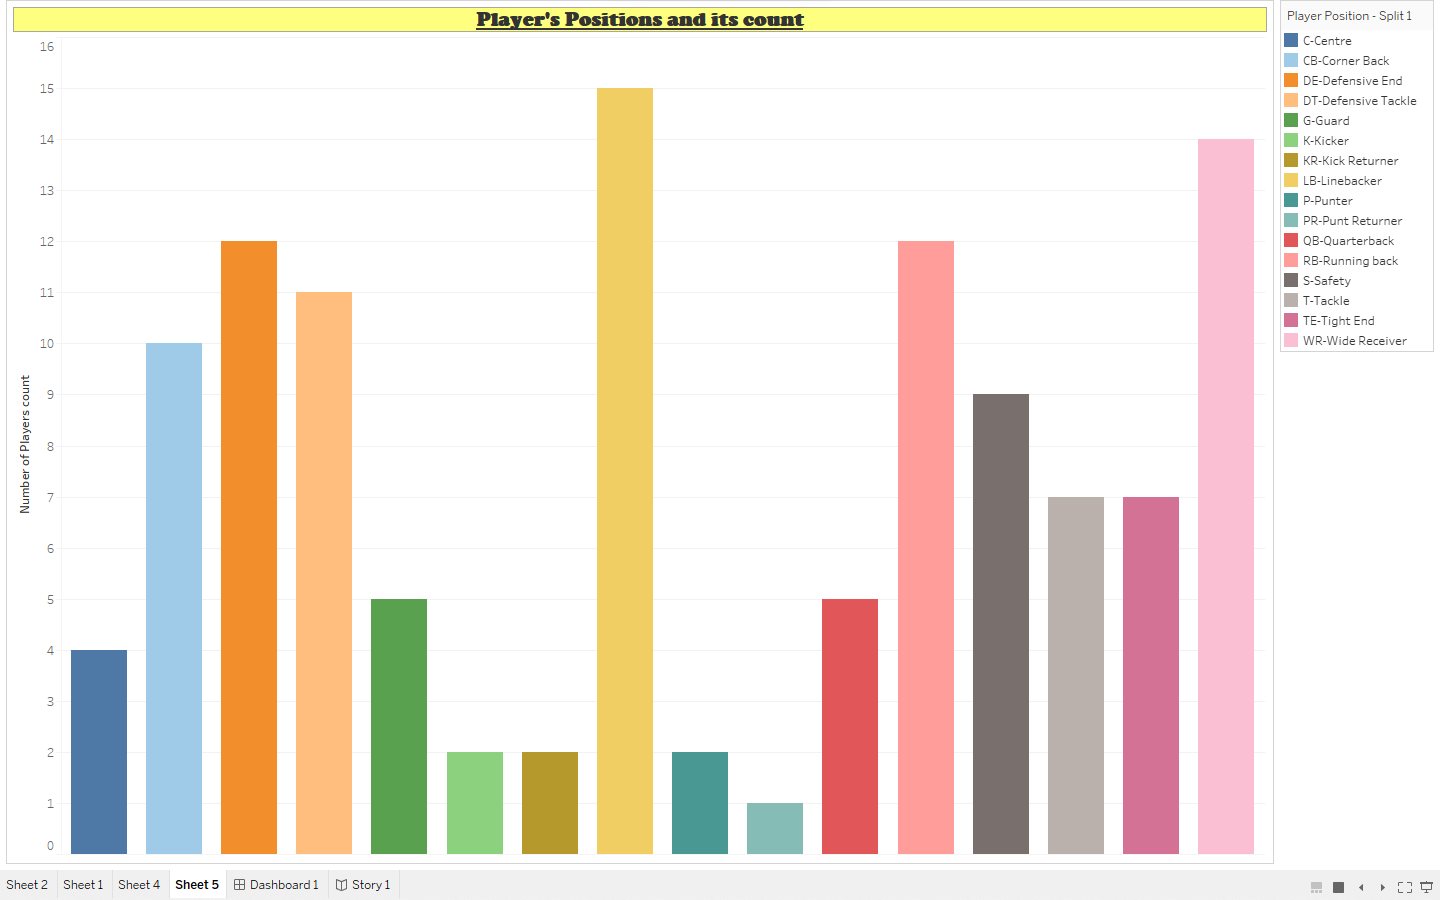 Player's Positions and its count
Number of Players count
16
15
14
13
12
11
10
9
8
7
6
5
4
3
2
1
0
Player Position - Split 1
C-Centre
CB-Corner Back
DE-Defensive End
DT-Defensive Tackle
G-Guard
K-Kicker
KR-Kick Returner
LB-Linebacker
P-Punter
PR-Punt Returner
QB-Quarterback
RB-Running back
S-Safety
T-Tackle
TE-Tight End
WR-Wide Receiver
Sheet 2 Sheet 1 Sheet 4 Sheet 5 Dashboard 1 Story 1